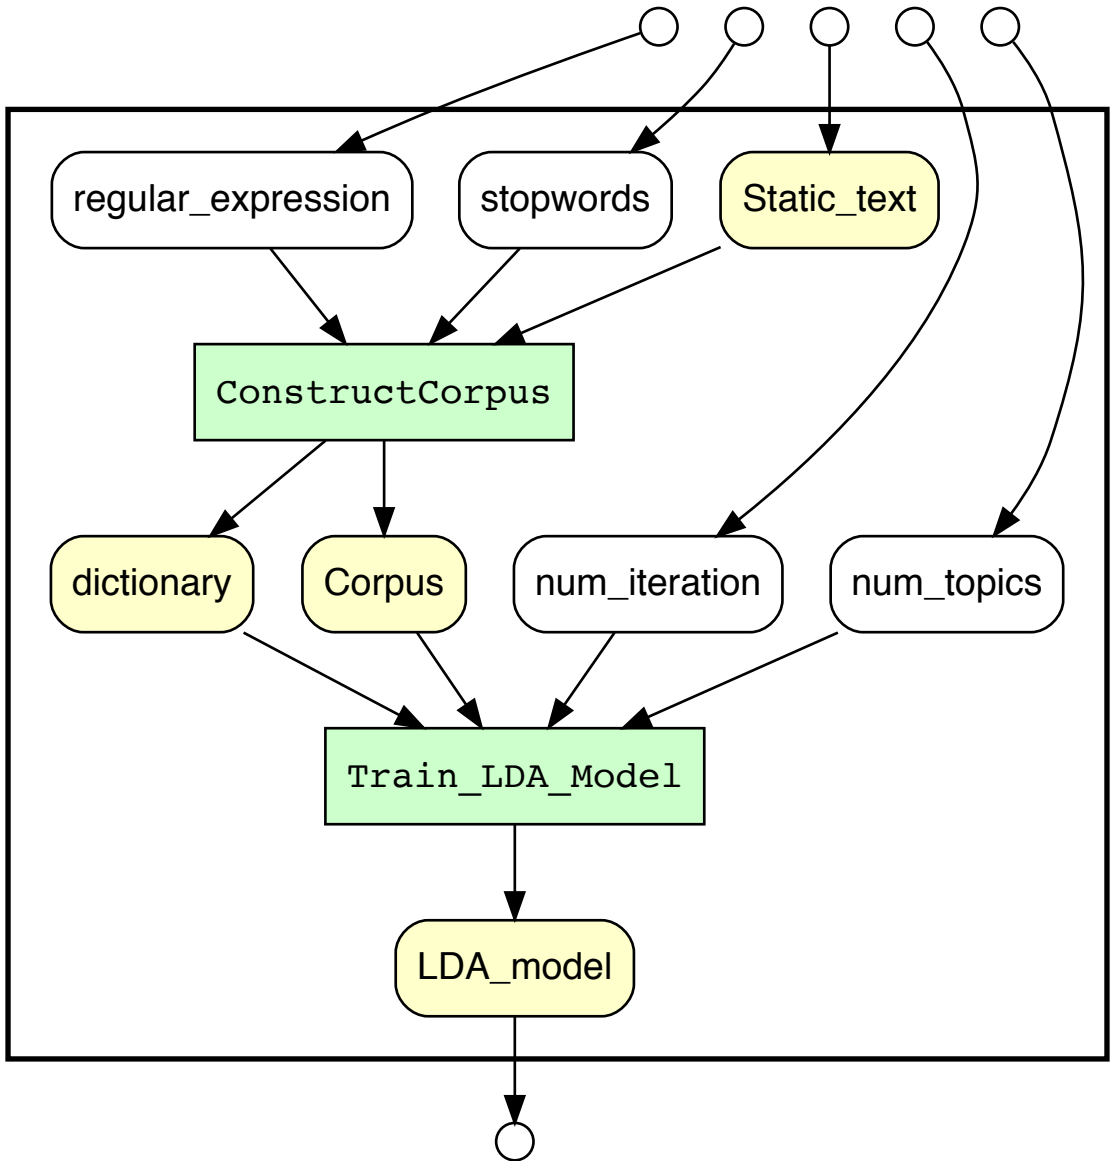 regular_expression
stopwords
Static_text
ConstructCorpus
dictionary
Corpus
num_iteration
num_topics
Train_LDA_Model
LDA_model